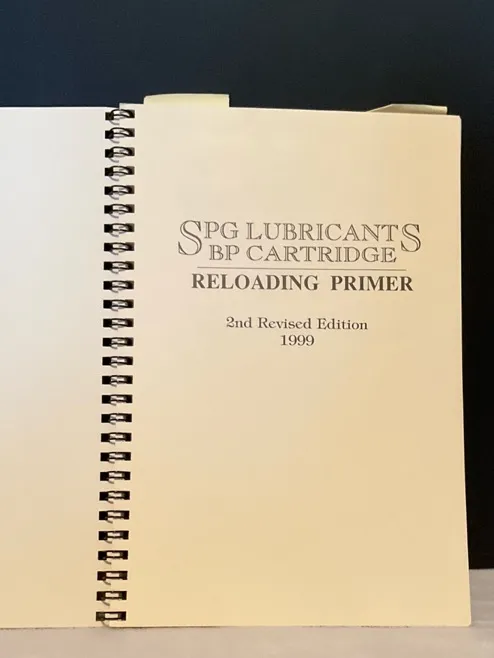 SPG LUBRICANTS
BP CARTRIDGE
RELOADING PRIMER
2nd Revised Edition
1999